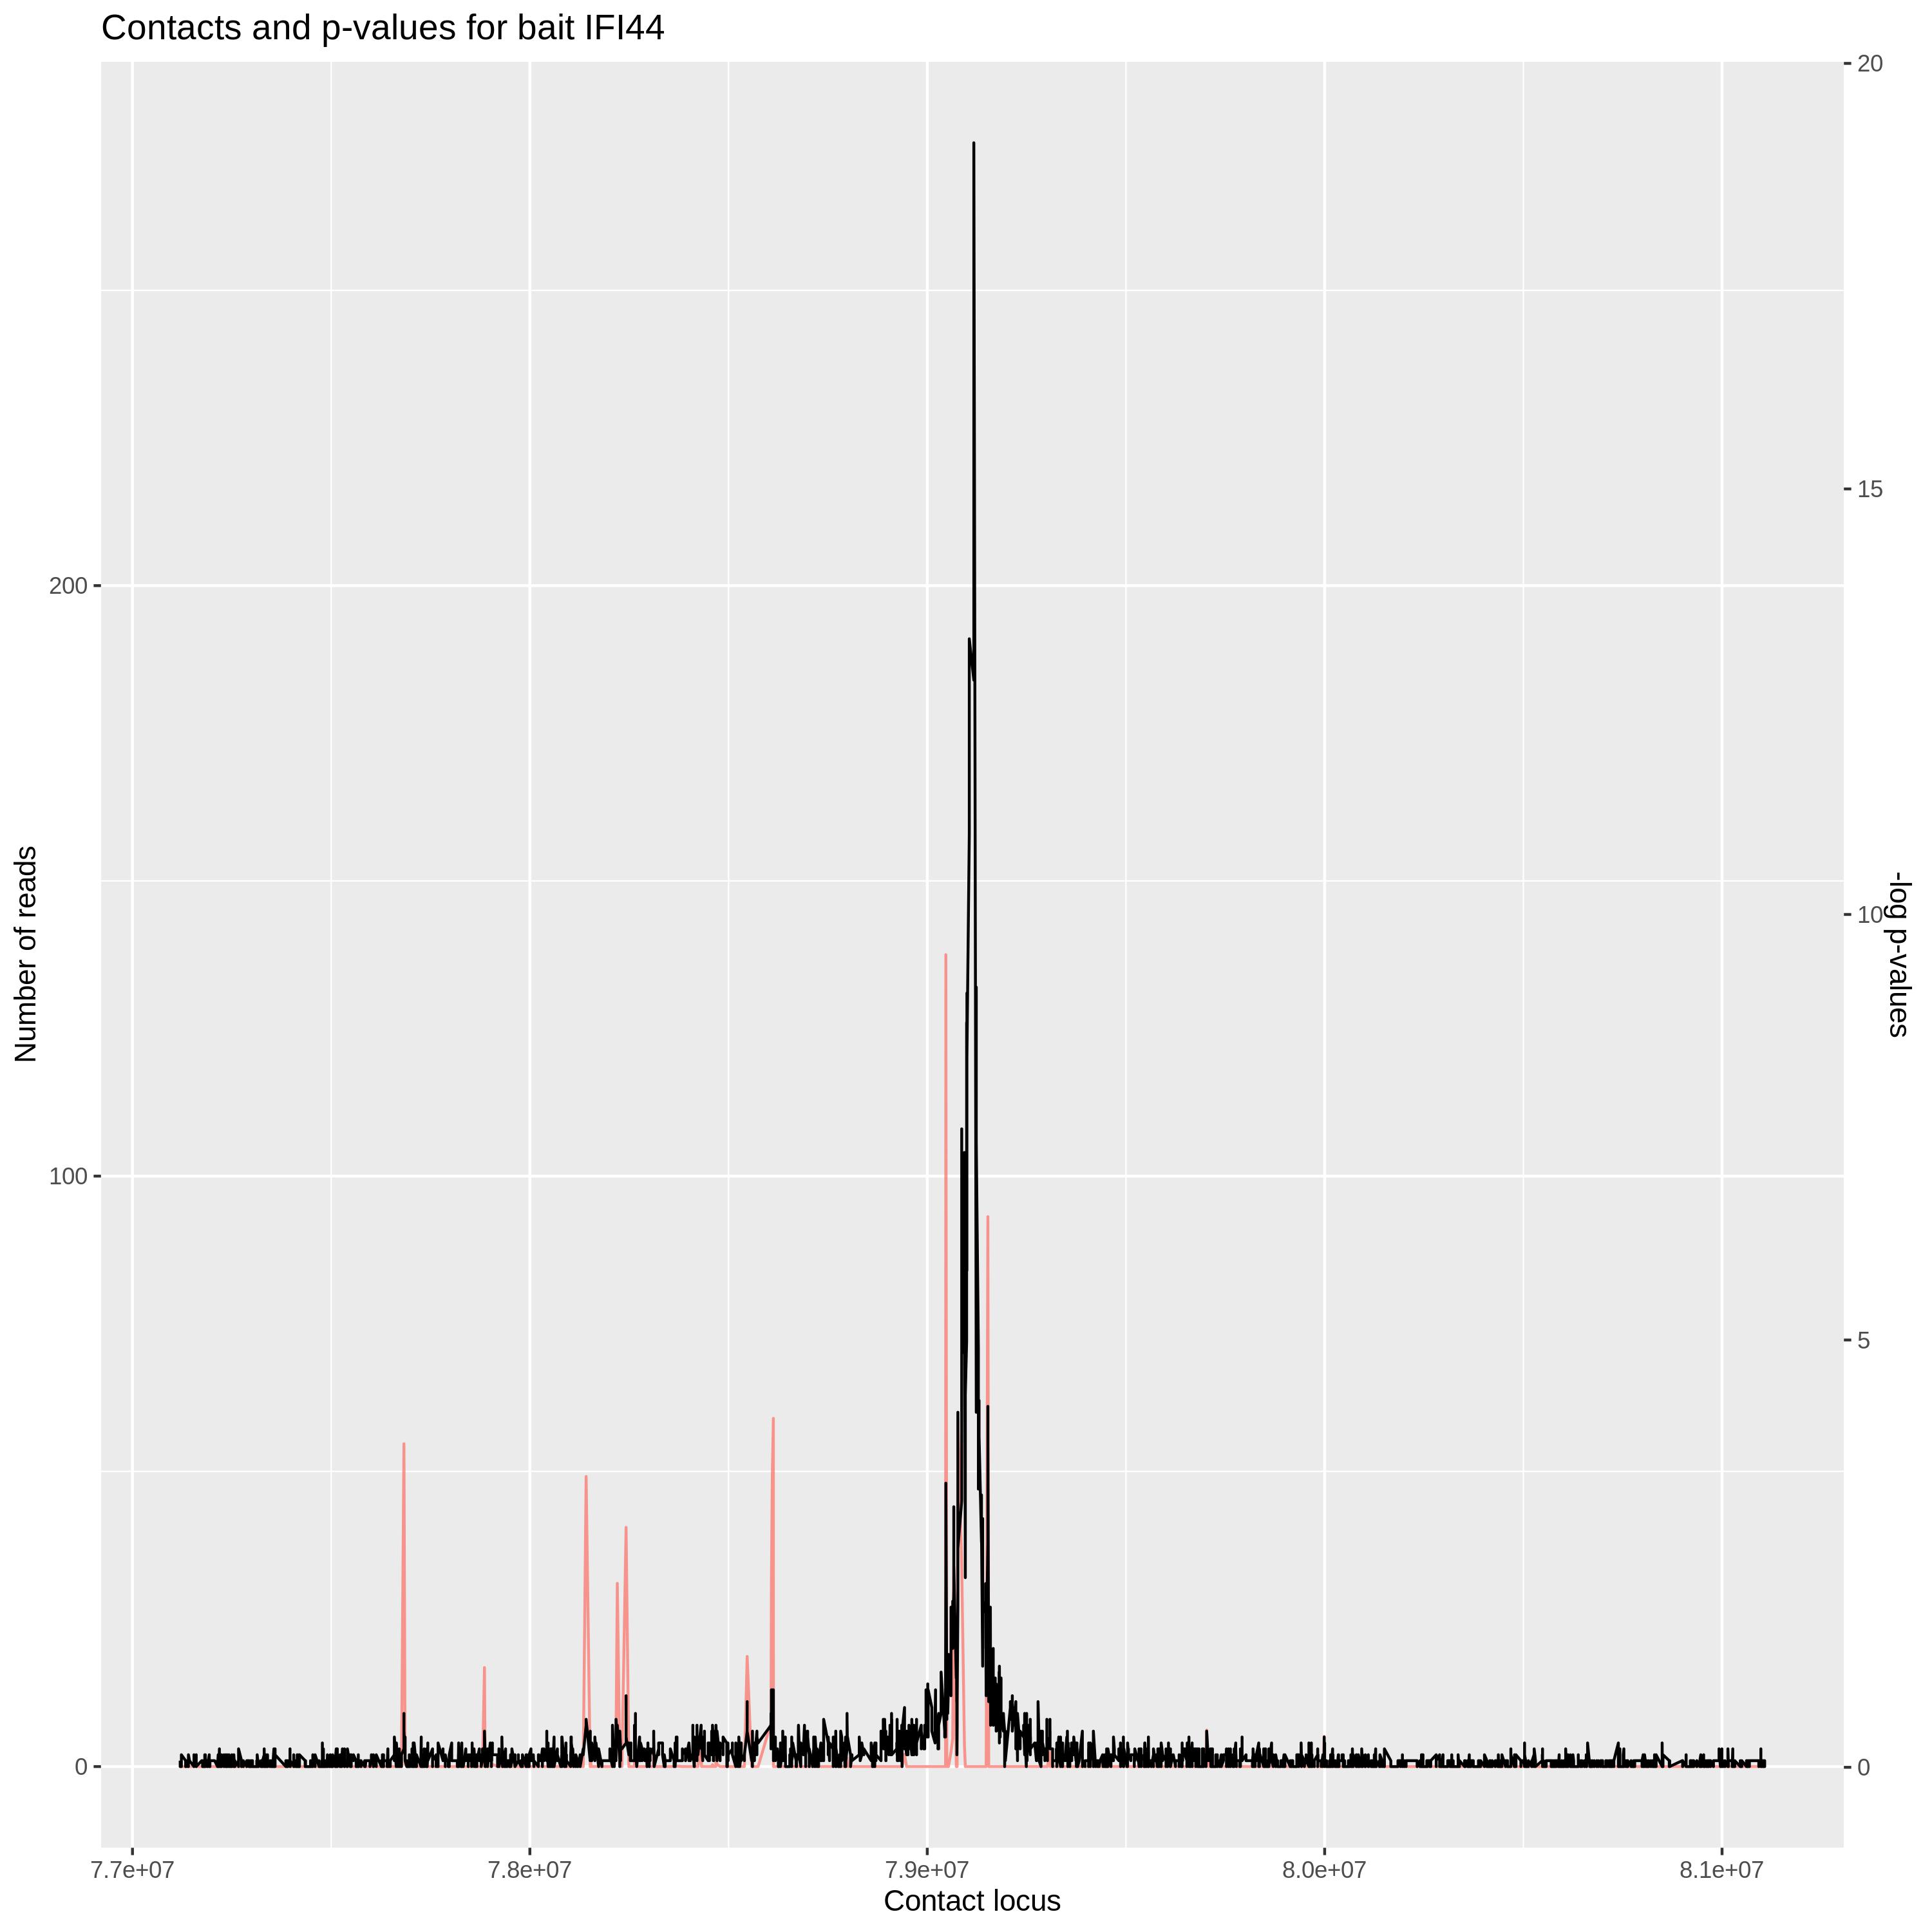 Contacts and p-values for bait IFI44
20
15
200
Number of reads
-log p-values
10
100
5
0
0
7.7e+07
7.8e+07
7.9e+07
8.0e+07
8.1e+07
Contact locus